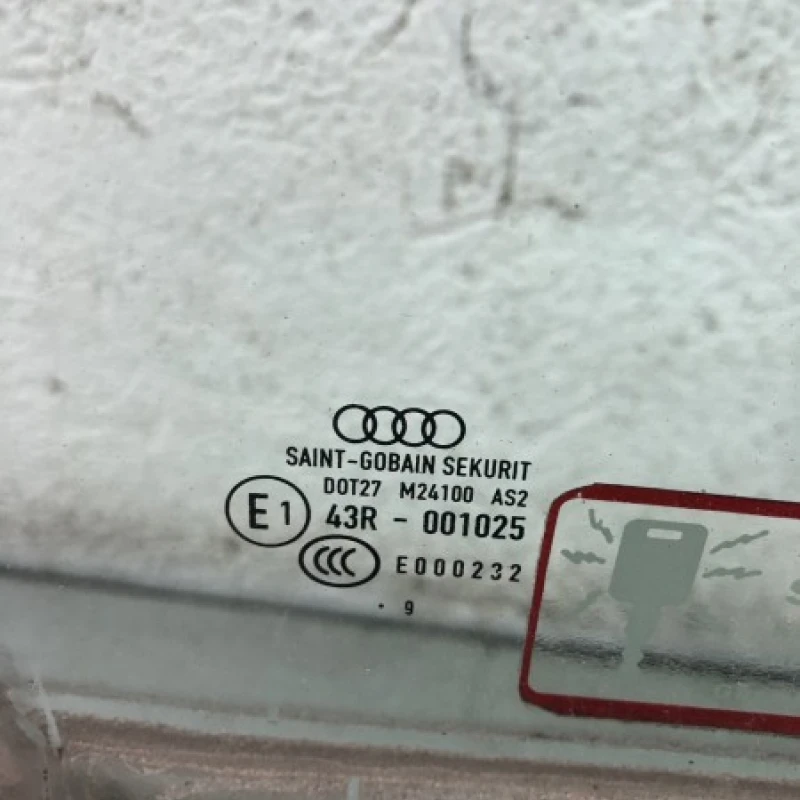 SAINT-GOBAIN SEKURIT
DOT27 M24100 AS2
E1 43R - 001025
CCC E000232
. 9